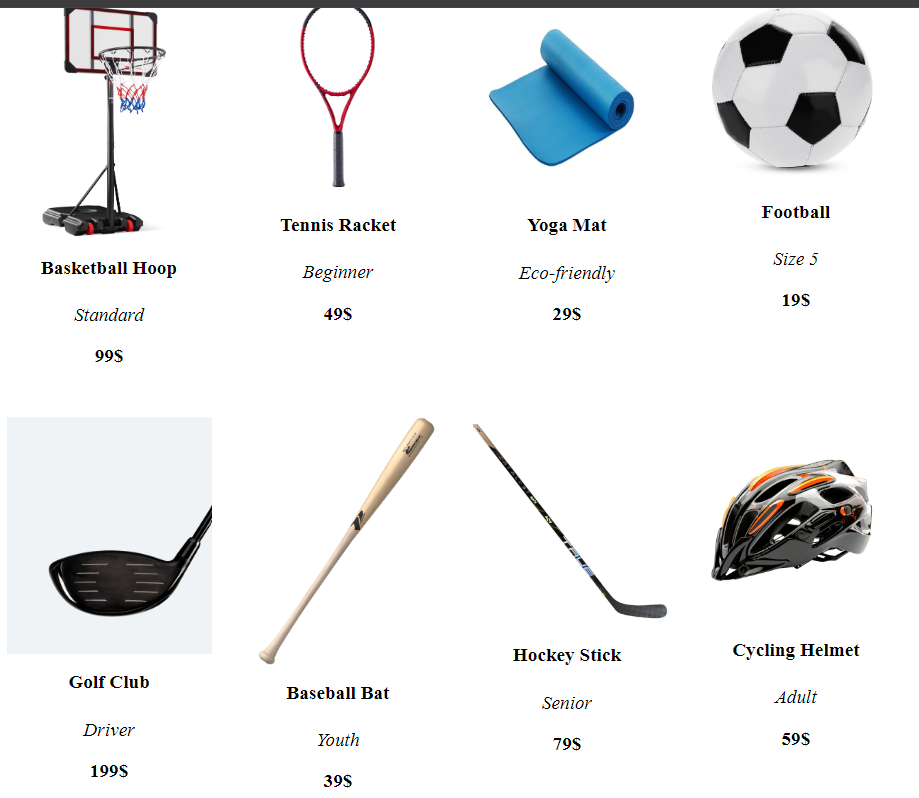 Basketball Hoop
Standard
99$
Tennis Racket
Beginner
49$
Yoga Mat
Eco-friendly
29$
Football
Size 5
19$
Golf Club
Driver
199$
Baseball Bat
Youth
39$
TRUE
Hockey Stick
Senior
79$
Cycling Helmet
Adult
59$